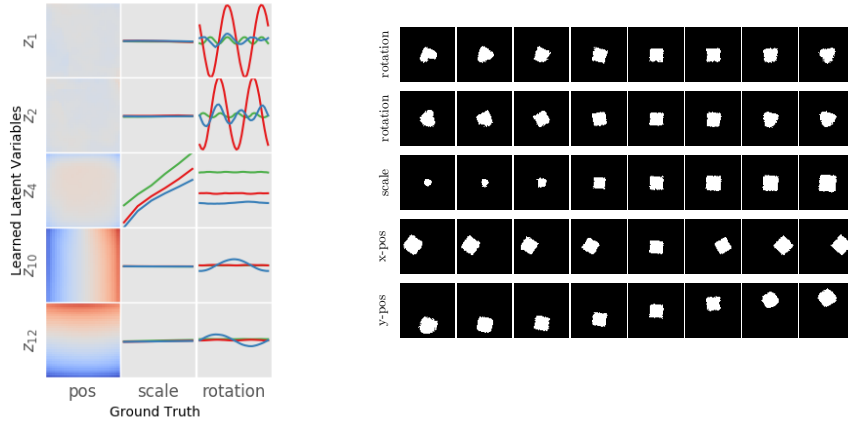 Learned Latent Variables
Z1
Z2
Z4
Z10
Z12
pos scale rotation
Ground Truth
rotation
rotation
scale
x-pos
y-pos